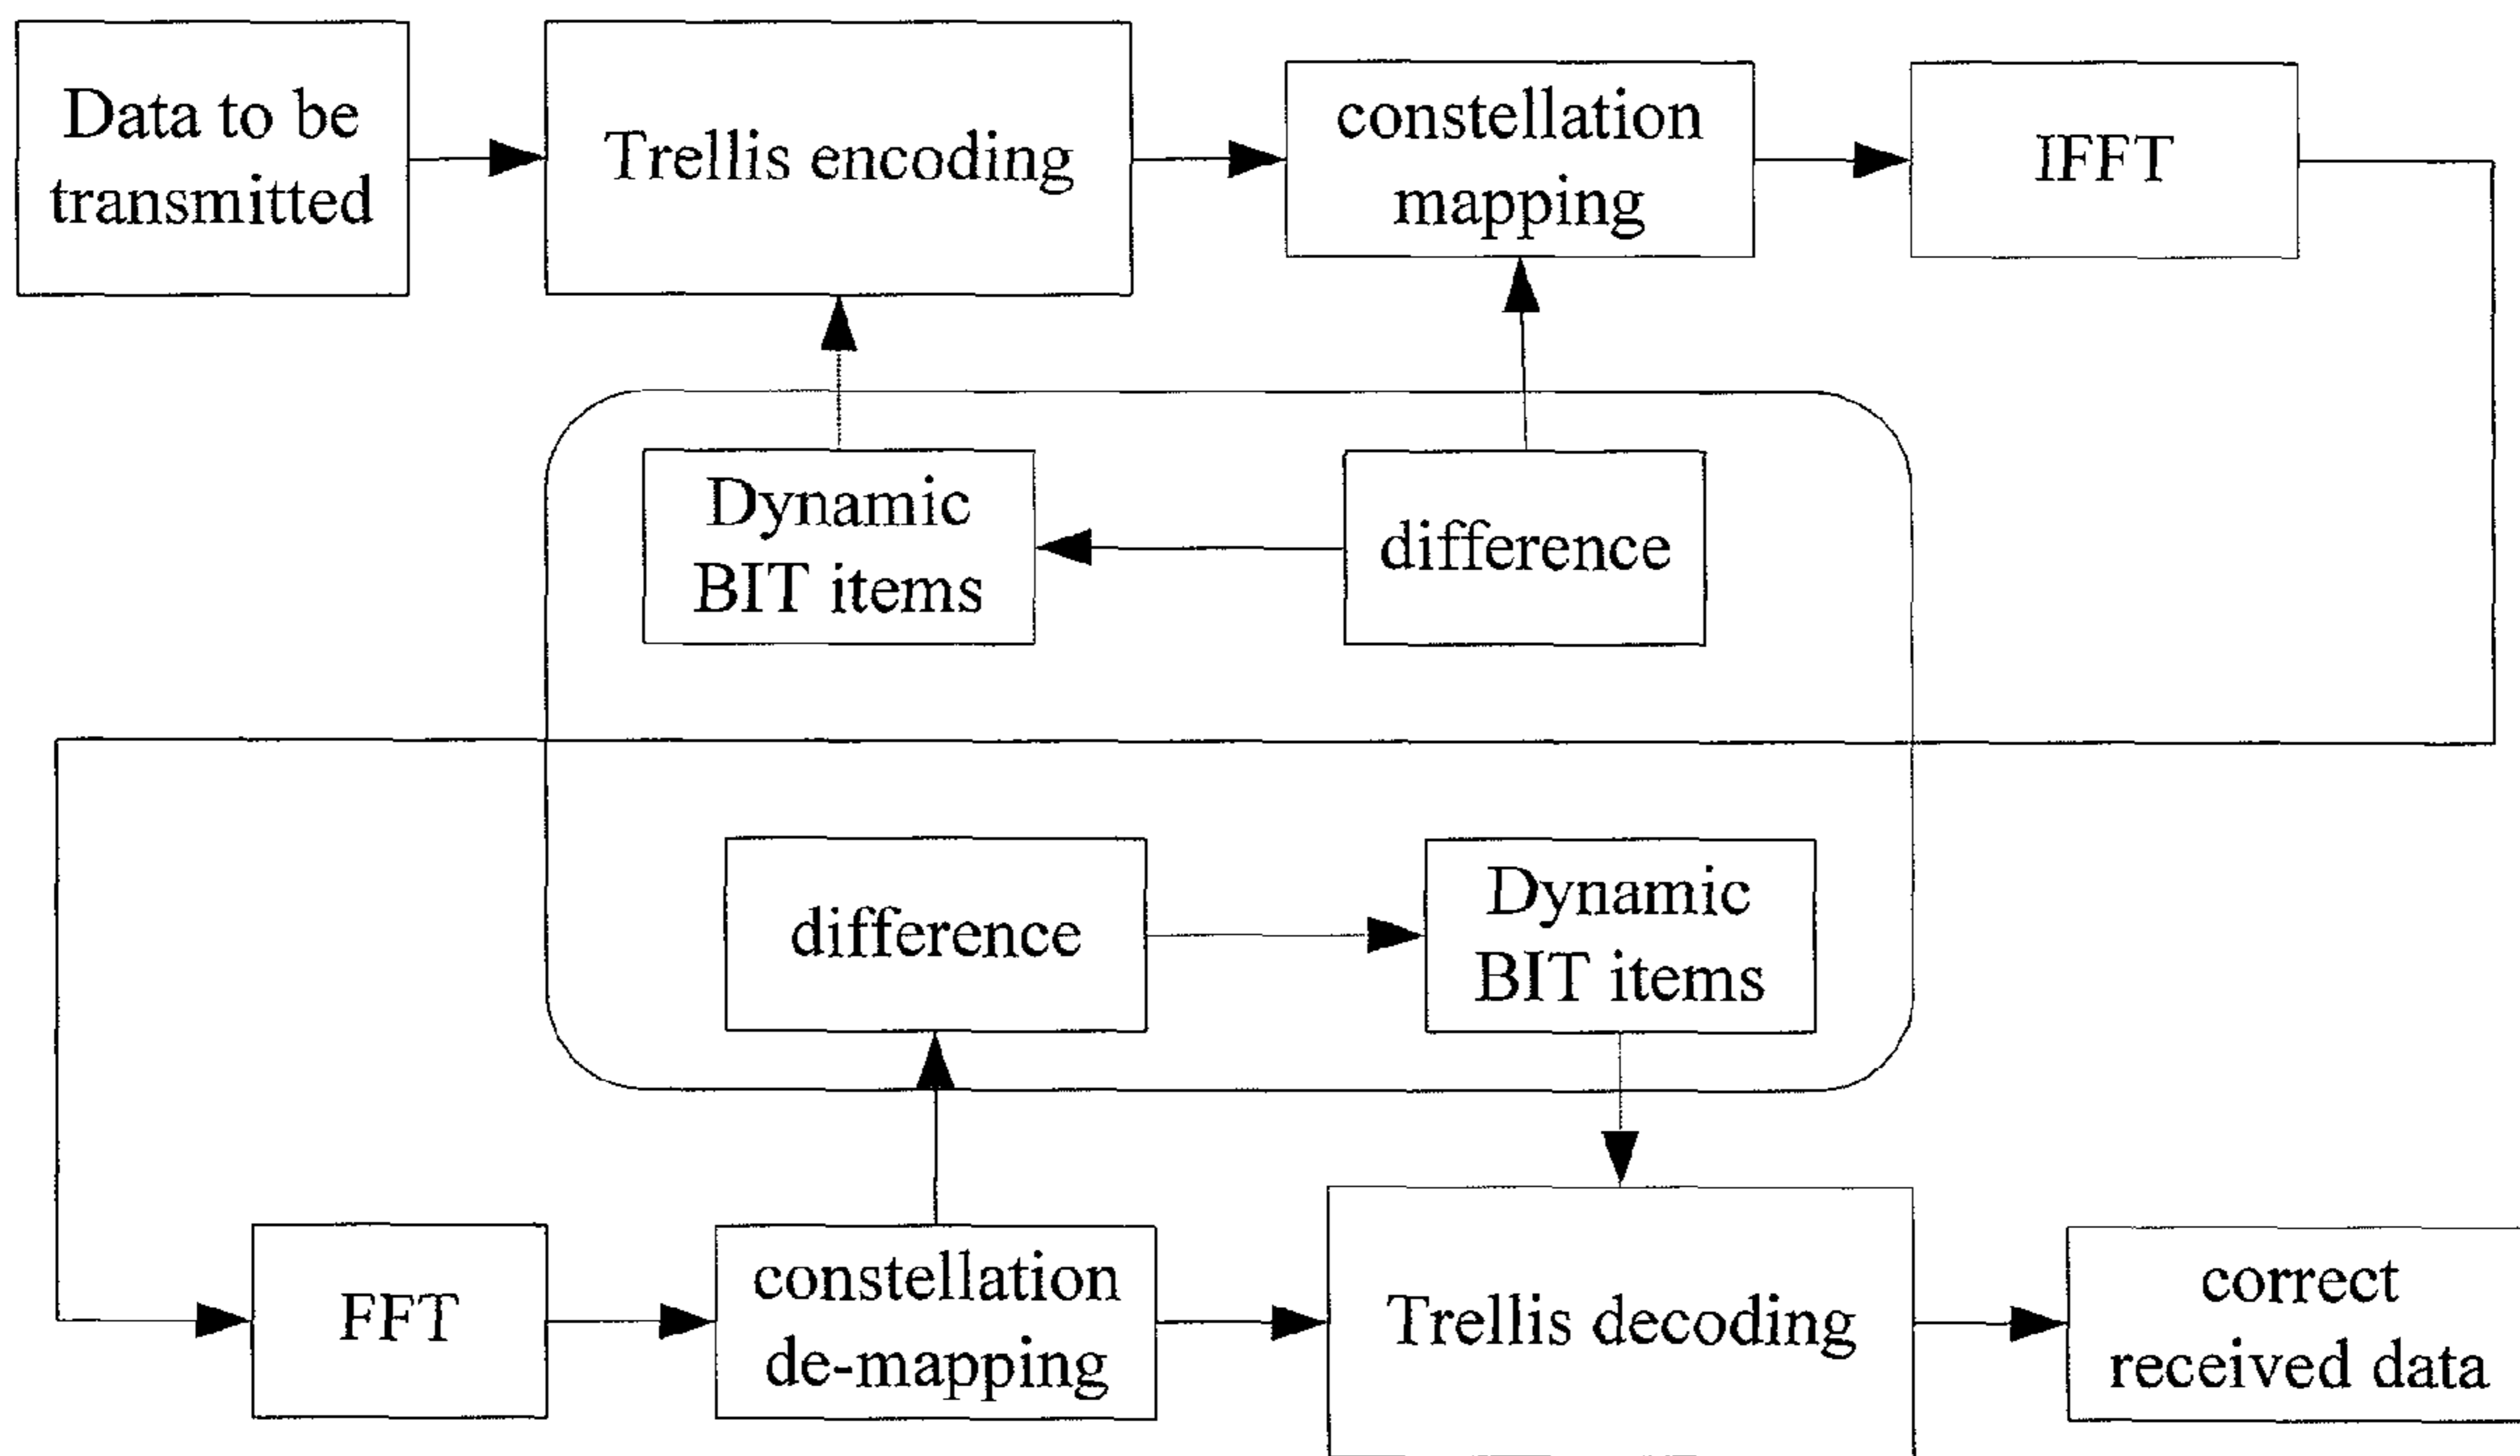 Data to be
transmitted
Trellis encoding
constellation
mapping
IFFT
Dynamic
BIT items
difference
difference
Dynamic
BIT items
FFT
constellation
de-mapping
Trellis decoding
correct
received data